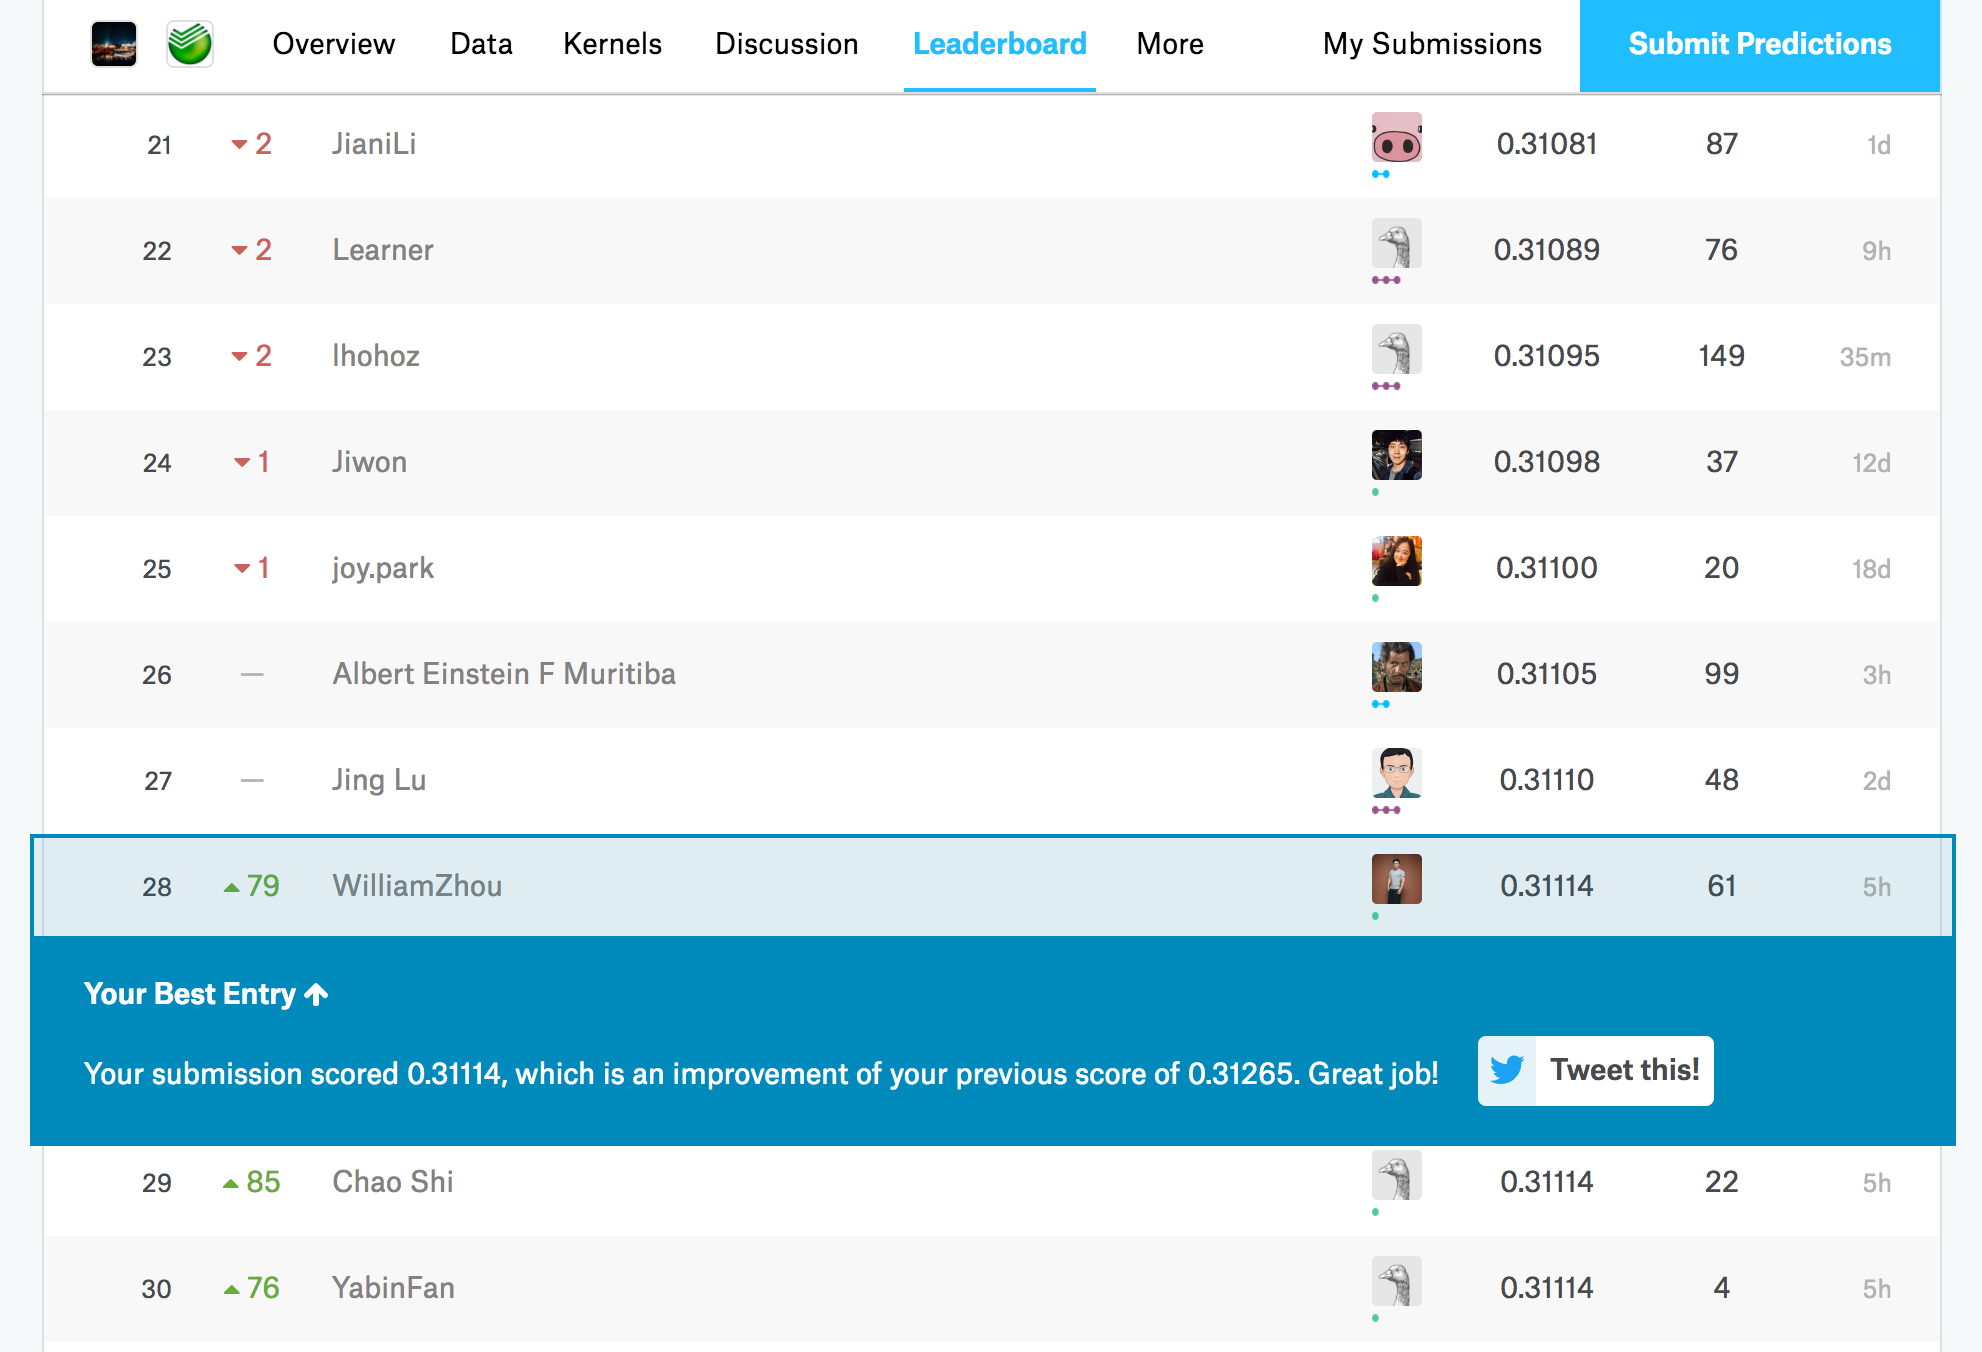 Overview Data Kernels Discussion Leaderboard More My Submissions Submit Predictions
21 2 JianiLi 0.31081 87 1d
22 2 Learner 0.31089 76 9h
23 2 lhohoz 0.31095 149 35m
24 1 Jiwon 0.31098 37 12d
25 1 joy.park 0.31100 20 18d
26 — Albert Einstein F Muritiba 0.31105 99 3h
27 — Jing Lu 0.31110 48 2d
28 79 WilliamZhou 0.31114 61 5h
Your Best Entry
Your submission scored 0.31114, which is an improvement of your previous score of 0.31265. Great job! Tweet this!
29 85 Chao Shi 0.31114 22 5h
30 76 YabinFan 0.31114 4 5h